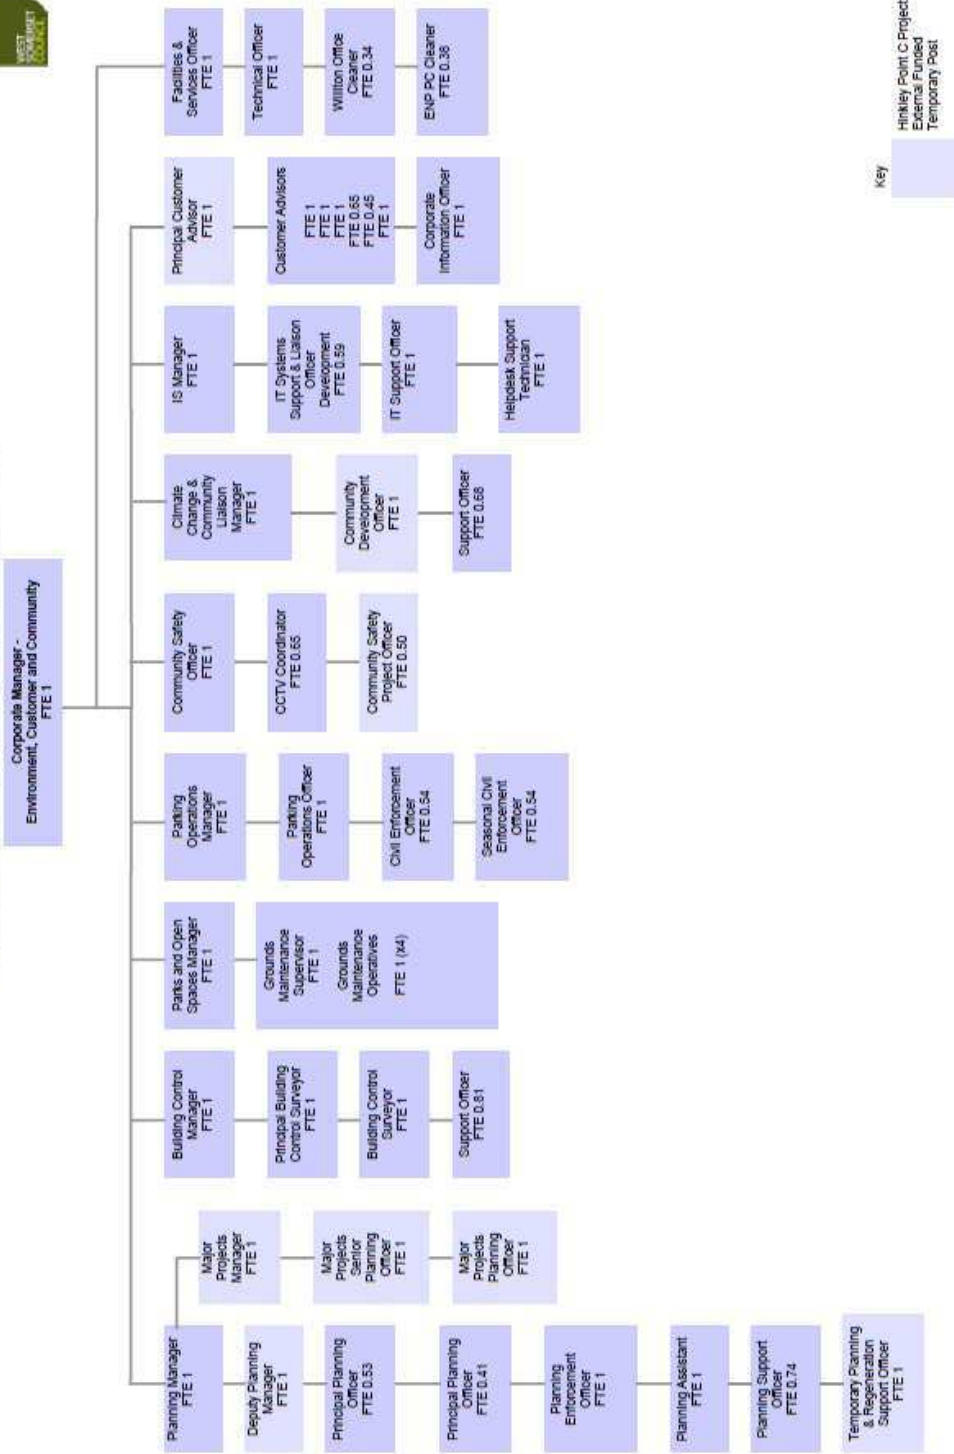 WEST
SOMERSET
COUNCIL
Corporate Manager -
Environment, Customer and Community
FTE 1
Planning Manager
FTE 1
Deputy Planning
Manager
FTE 1
Principal Planning
Officer
FTE 0.53
Principal Planning
Officer
FTE 0.41
Planning
Enforcement
Officer
FTE 1
Planning Assistant
FTE 1
Planning Support
Officer
FTE 0.74
Temporary Planning
& Regeneration
Support Officer
FTE 1
Major
Projects
Manager
FTE 1
Major
Projects
Senior
Planning
Officer
FTE 1
Major
Projects
Planning
Officer
FTE 1
Building Control
Manager
FTE 1
Principal Building
Control Surveyor
FTE 1
Building Control
Surveyor
FTE 1
Support Officer
FTE 0.81
Parks and Open
Spaces Manager
FTE 1
Grounds
Maintenance
Supervisor
FTE 1
Grounds
Maintenance
Operatives
FTE 1 (x4)
Parking
Operations
Manager
FTE 1
Parking
Operations Officer
FTE 1
Civil Enforcement
Officer
FTE 0.54
Seasonal Civil
Enforcement
Officer
FTE 0.54
Community Safety
Officer
FTE 1
CCTV Coordinator
FTE 0.65
Community Safety
Project Officer
FTE 0.50
Climate
Change &
Community
Liaison
Manager
FTE 1
Community
Development
Officer
FTE 1
Support Officer
FTE 0.68
IS Manager
FTE 1
IT Systems
Support & Liaison
Officer
Development
FTE 0.59
IT Support Officer
FTE 1
Helpdesk Support
Technician
FTE 1
Principal Customer
Advisor
FTE 1
Customer Advisors
FTE 1
FTE 1
FTE 1
FTE 0.65
FTE 0.45
FTE 1
Corporate
Information Officer
FTE 1
Facilities &
Services Officer
FTE 1
Technical Officer
FTE 1
Williton Office
Cleaner
FTE 0.34
ENP PC Cleaner
FTE 0.38
Key
Hinkley Point C Project
External Funded
Temporary Post